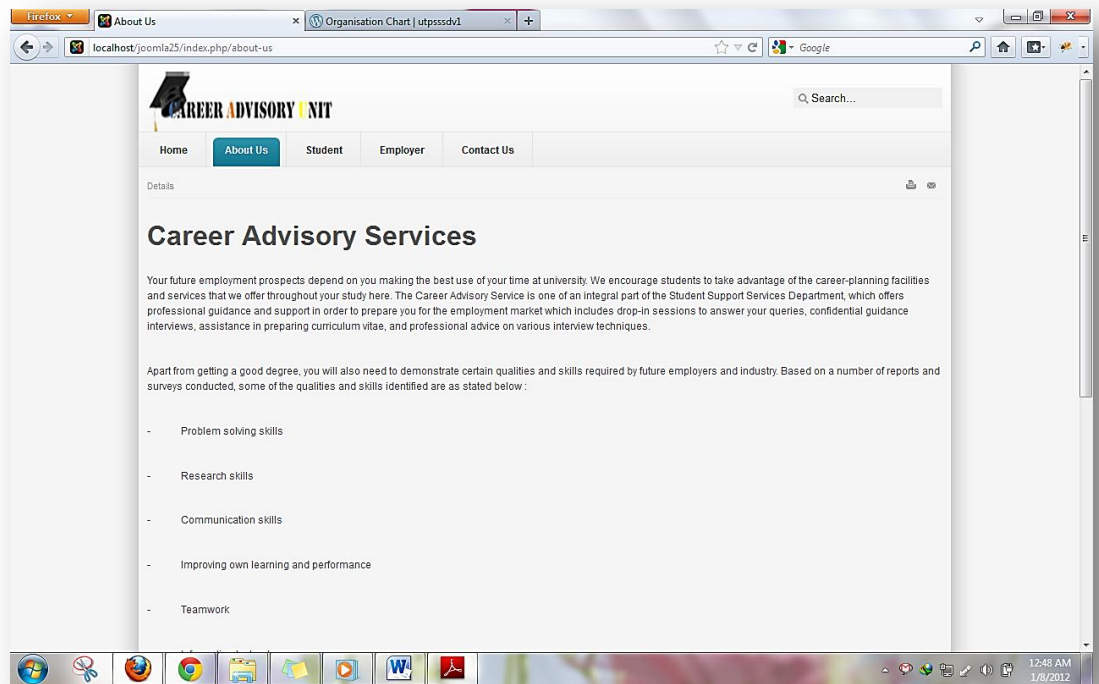 Firefox
About Us
Organisation Chart | utpsssdv1
localhost/joomla25/index.php/about-us
Google
CAREER ADVISORY UNIT
Search...
Home About Us Student Employer Contact Us
Details
Career Advisory Services
Your future employment prospects depend on you making the best use of your time at university. We encourage students to take advantage of the career-planning facilities
and services that we offer throughout your study here. The Career Advisory Service is one of an integral part of the Student Support Services Department, which offers
professional guidance and support in order to prepare you for the employment market which includes drop-in sessions to answer your queries, confidential guidance
interviews, assistance in preparing curriculum vitae, and professional advice on various interview techniques.
Apart from getting a good degree, you will also need to demonstrate certain qualities and skills required by future employers and industry. Based on a number of reports and
surveys conducted, some of the qualities and skills identified are as stated below :
- Problem solving skills
- Research skills
- Communication skills
- Improving own learning and performance
- Teamwork
12:48 AM
1/8/2012